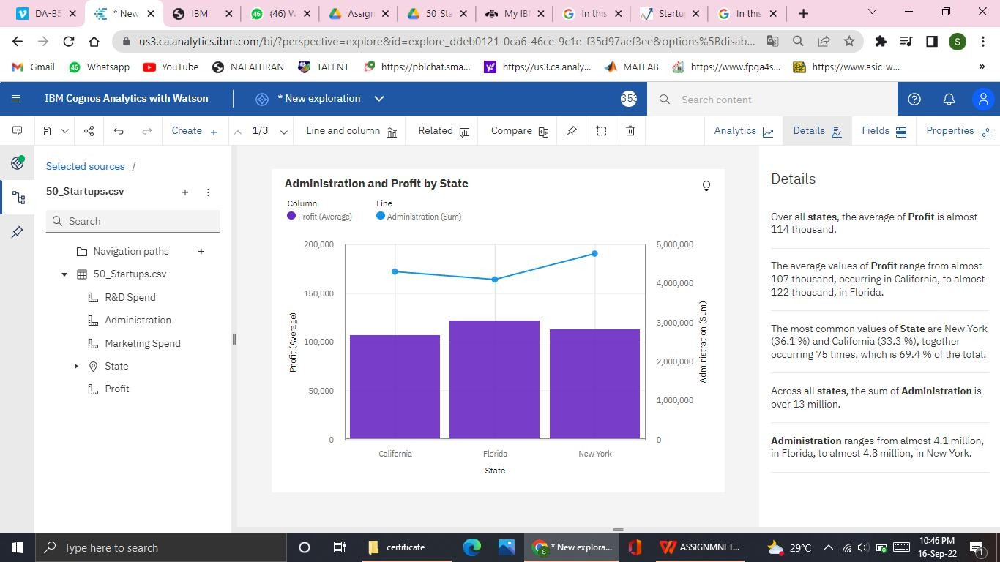 DA-B5
* New
IBM
(46) W
Assign
50_Sta
My IB
In this
Startu
In this
us3.ca.analytics.ibm.com/bi/?perspective=explore&id=explore_ddeb0121-0ca6-46ce-9c1e-f35d97aef3ee&options%5Bdisab...
S
Gmail
Whatsapp
YouTube
NALAITIRAN
TALENT
https://pblchat.sma...
https://us3.ca.analy...
MATLAB
https://www.fpga4s...
https://www.asic-w...
»
IBM Cognos Analytics with Watson
* New exploration
353
Search content
Create +
1/3
Line and column
Related
Compare
Analytics
Details
Fields
Properties
Selected sources /
50_Startups.csv
Search
Navigation paths
50_Startups.csv
R&D Spend
Administration
Marketing Spend
State
Profit
Administration and Profit by State
Column
Line
Profit (Average)
Administration (Sum)
200,000
150,000
100,000
50,000
0
Profit (Average)
5,000,000
4,000,000
3,000,000
2,000,000
1,000,000
0
Administration (Sum)
California
Florida
New York
State
Details
Over all states, the average of Profit is almost
114 thousand.
The average values of Profit range from almost
107 thousand, occurring in California, to almost
122 thousand, in Florida.
The most common values of State are New York
(36.1 %) and California (33.3 %), together
occurring 75 times, which is 69.4 % of the total.
Across all states, the sum of Administration is
over 13 million.
Administration ranges from almost 4.1 million,
in Florida, to almost 4.8 million, in New York.
Type here to search
certificate
* New explora...
ASSIGNMNET...
29°C
10:46 PM
16-Sep-22
1